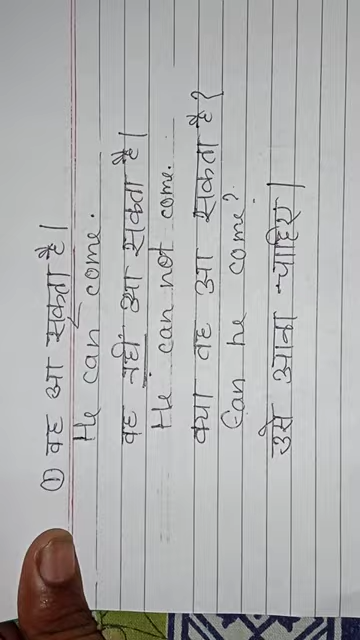 ① वह आ सकता है।
He can come.
वह नहीं आ सकता है।
He can not come.
क्या वह आ सकता है?
Can he come?
उसे आना चाहिए।